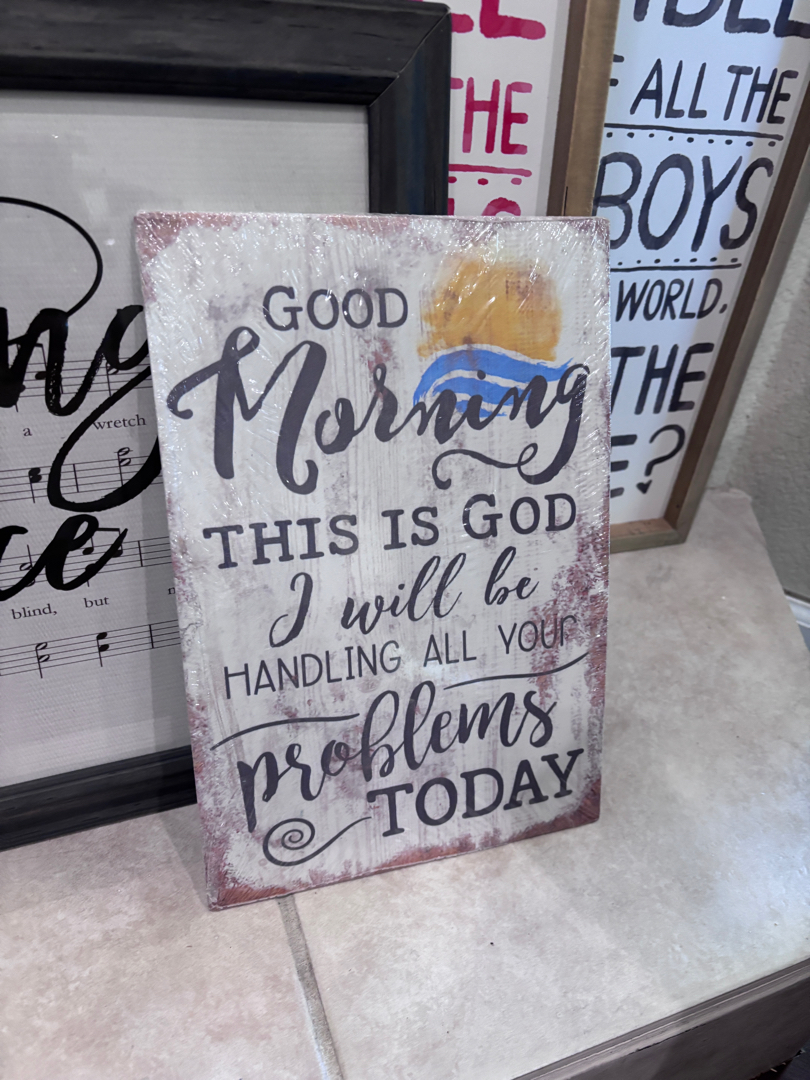 GOOD
Morning
THIS IS GOD
I will be
HANDLING ALL YOUR
problems
TODAY
a wretch
blind, but
THE
ALL THE
BOYS
WORLD.
THE